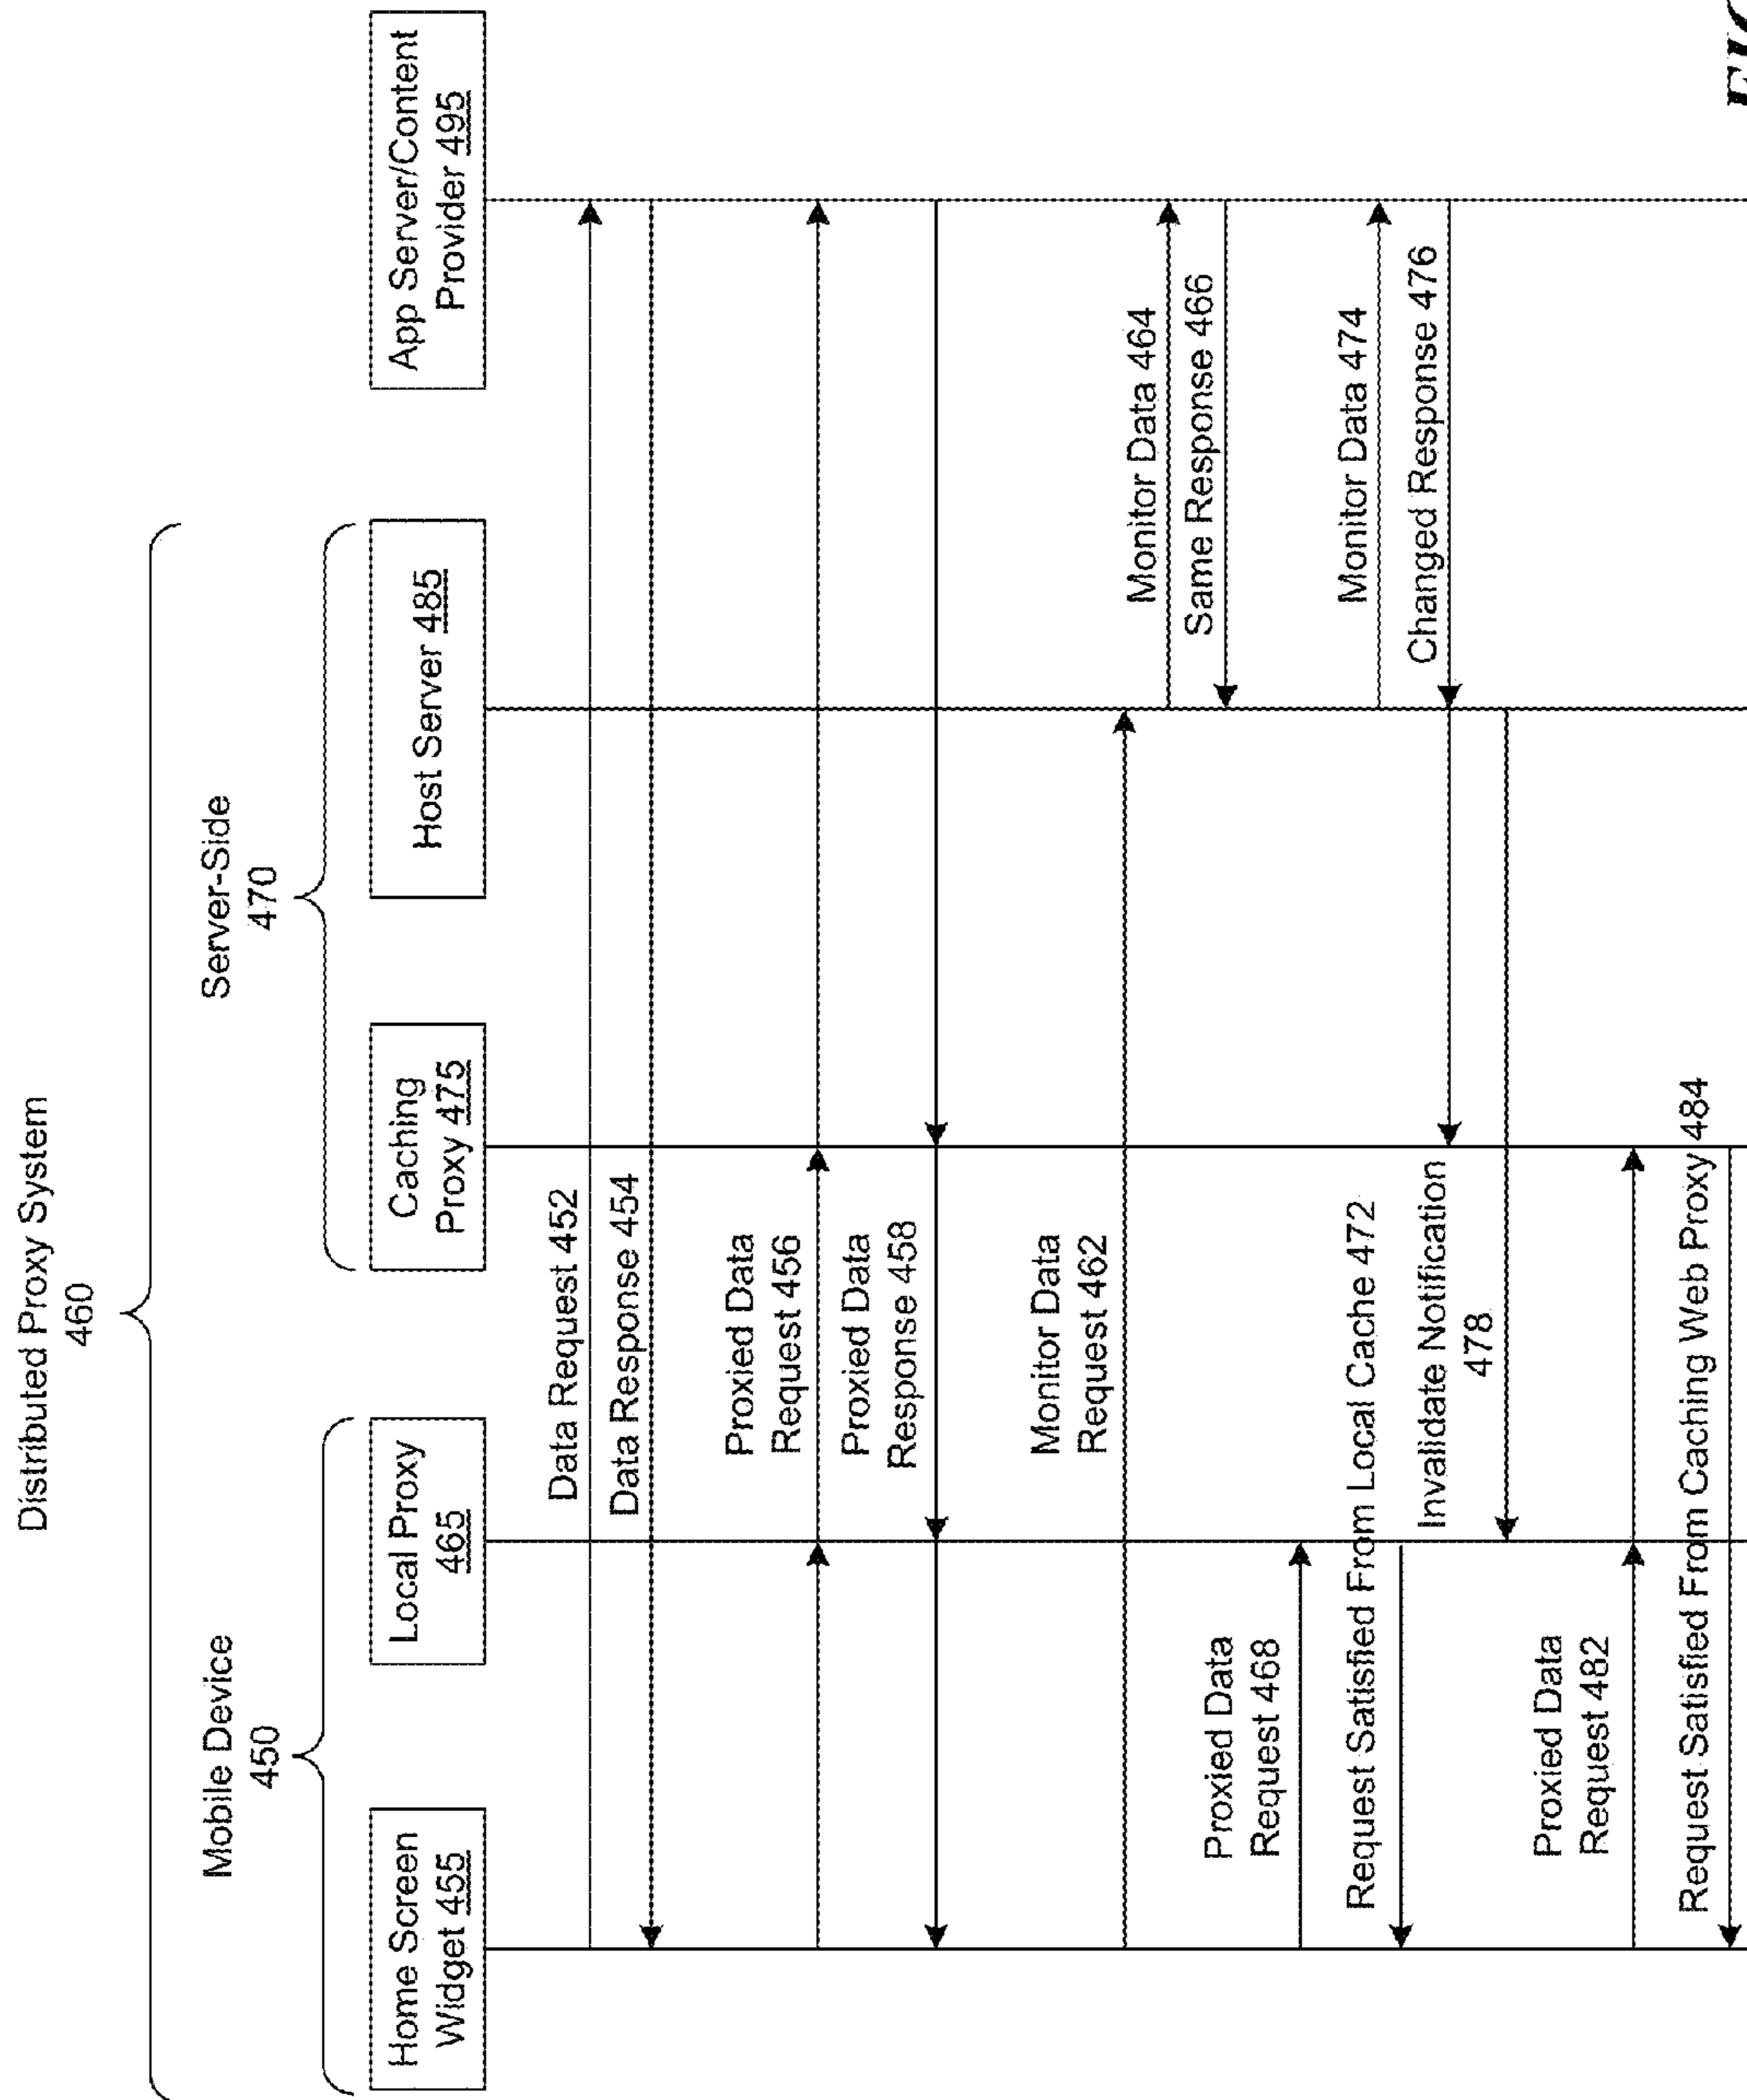 Distributed Proxy System
460
Mobile Device
450
Server-Side
470
Home Screen
Widget 455
Local Proxy
465
Caching
Proxy 475
Host Server 485
App Server/Content
Provider 495
Data Request 452
Data Response 454
Proxied Data
Request 456
Proxied Data
Response 458
Monitor Data
Request 462
Monitor Data 464
Same Response 466
Proxied Data
Request 468
Request Satisfied From Local Cache 472
Monitor Data 474
Changed Response 476
Invalidate Notification
478
Proxied Data
Request 482
Request Satisfied From Caching Web Proxy 484